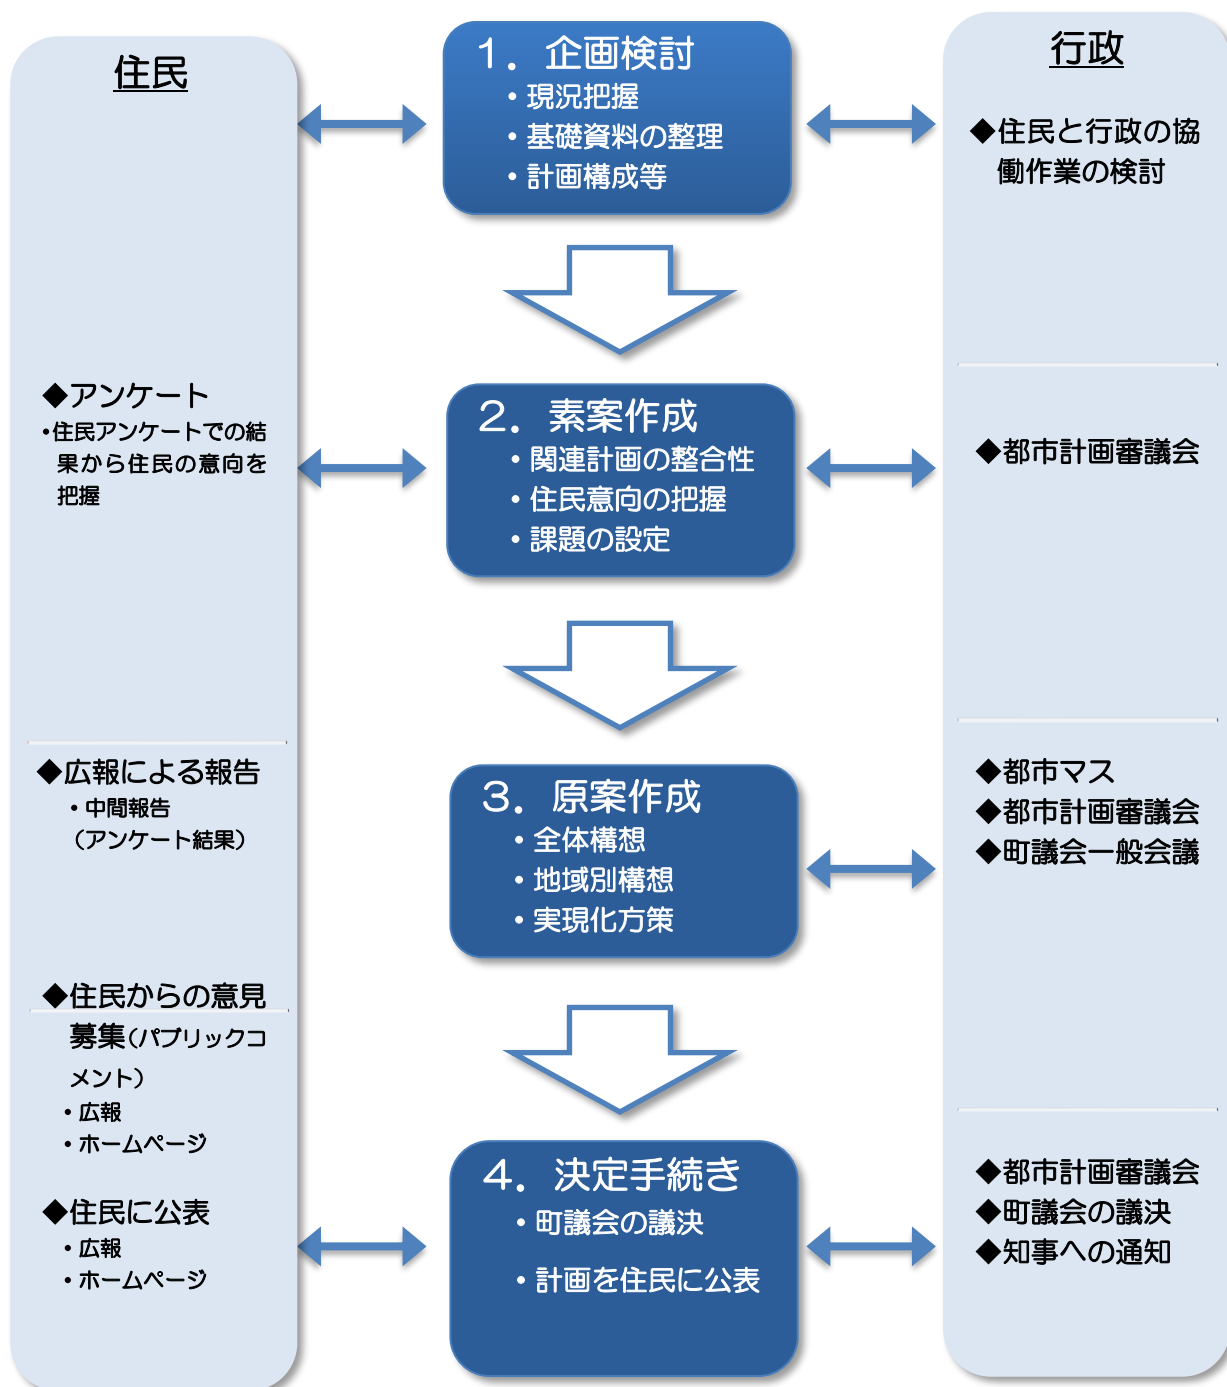 住民
◆アンケート
・住民アンケートでの結
果から住民の意向を
把握
◆広報による報告
・中間報告
（アンケート結果）
◆住民からの意見
募集（パブリックコ
メント）
・広報
・ホームページ
◆住民に公表
・広報
・ホームページ
１．企画検討
・現況把握
・基礎資料の整理
・計画構成等
２．素案作成
・関連計画の整合性
・住民意向の把握
・課題の設定
３．原案作成
・全体構想
・地域別構想
・実現化方策
４．決定手続き
・町議会の議決
・計画を住民に公表
行政
◆住民と行政の協
働作業の検討
◆都市計画審議会
◆都市マス
◆都市計画審議会
◆町議会一般会議
◆都市計画審議会
◆町議会の議決
◆知事への通知